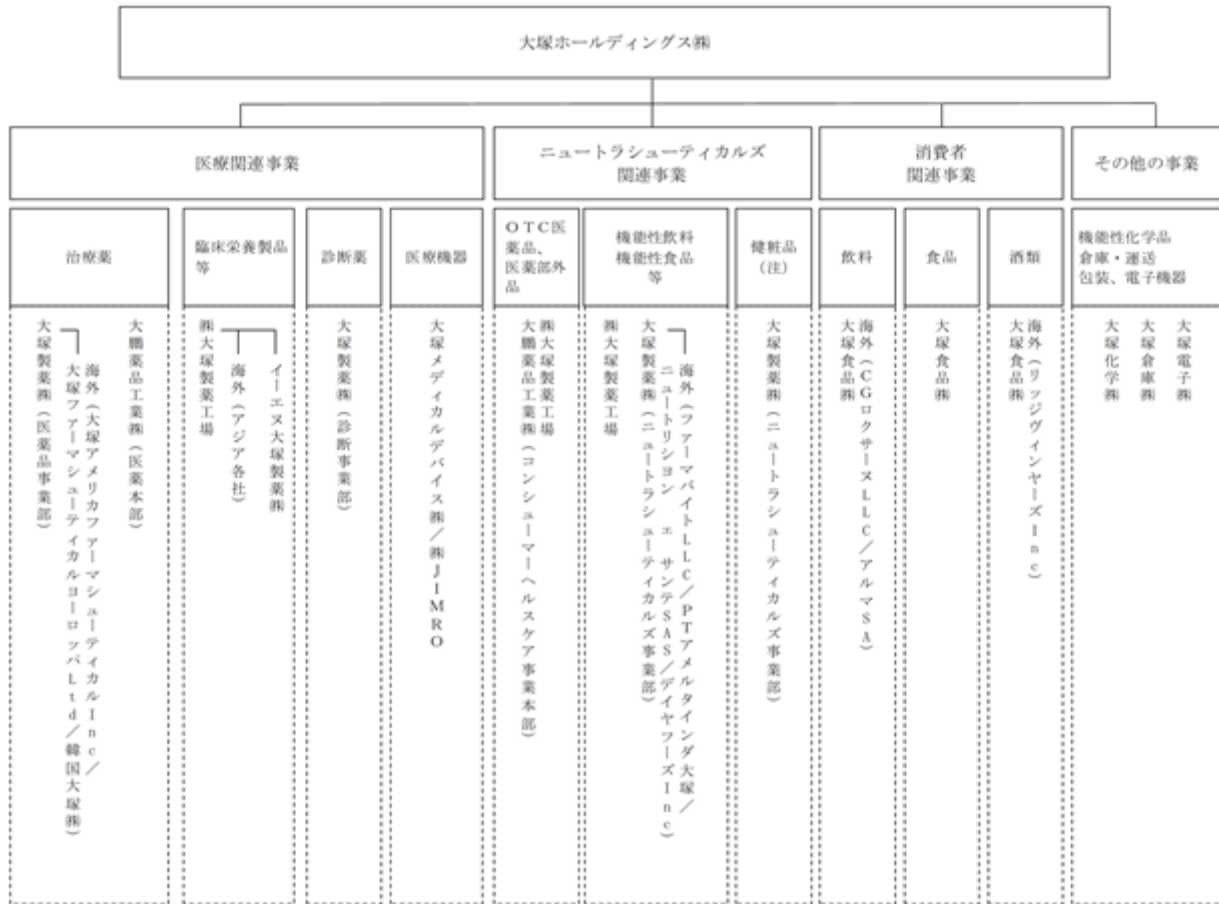 大塚ホールディングス㈱
医療関連事業
ニュートラシューティカルズ
関連事業
消費者
関連事業
その他の事業
治療薬
臨床栄養製品
等
診断薬
医療機器
OTC医
薬品、
医薬部外
品
機能性飲料
機能性食品
等
健粧品
(注)
飲料
食品
酒類
機能性化学品
倉庫・運送
包装、電子機器
大塚製薬㈱(医薬品事業部)
海外(大塚アメリカファーマシューティカルInc/
大塚ファーマシューティカルヨーロッパLtd/韓国大塚㈱)
大鵬薬品工業㈱(医薬本部)
㈱大塚製薬工場
海外(アジア各社)
イーエヌ大塚製薬㈱
大塚製薬㈱(診断事業部)
大塚メディカルデバイス㈱/㈱JIMRO
㈱大塚製薬工場
大鵬薬品工業㈱(コンシューマーヘルスケア事業本部)
㈱大塚製薬工場
大塚製薬㈱(ニュートラシューティカルズ事業部)
海外(ファーマバイトLLC/PTアメルタインダ大塚/
ニュートリション エ サンテSAS/デイヤフーズInc)
大塚製薬㈱(ニュートラシューティカルズ事業部)
海外(CGロクサーヌLLC/アルマSA)
大塚食品㈱
大塚食品㈱
海外(リッジヴィンヤーズInc)
大塚食品㈱
大塚化学㈱
大塚倉庫㈱
大塚電子㈱